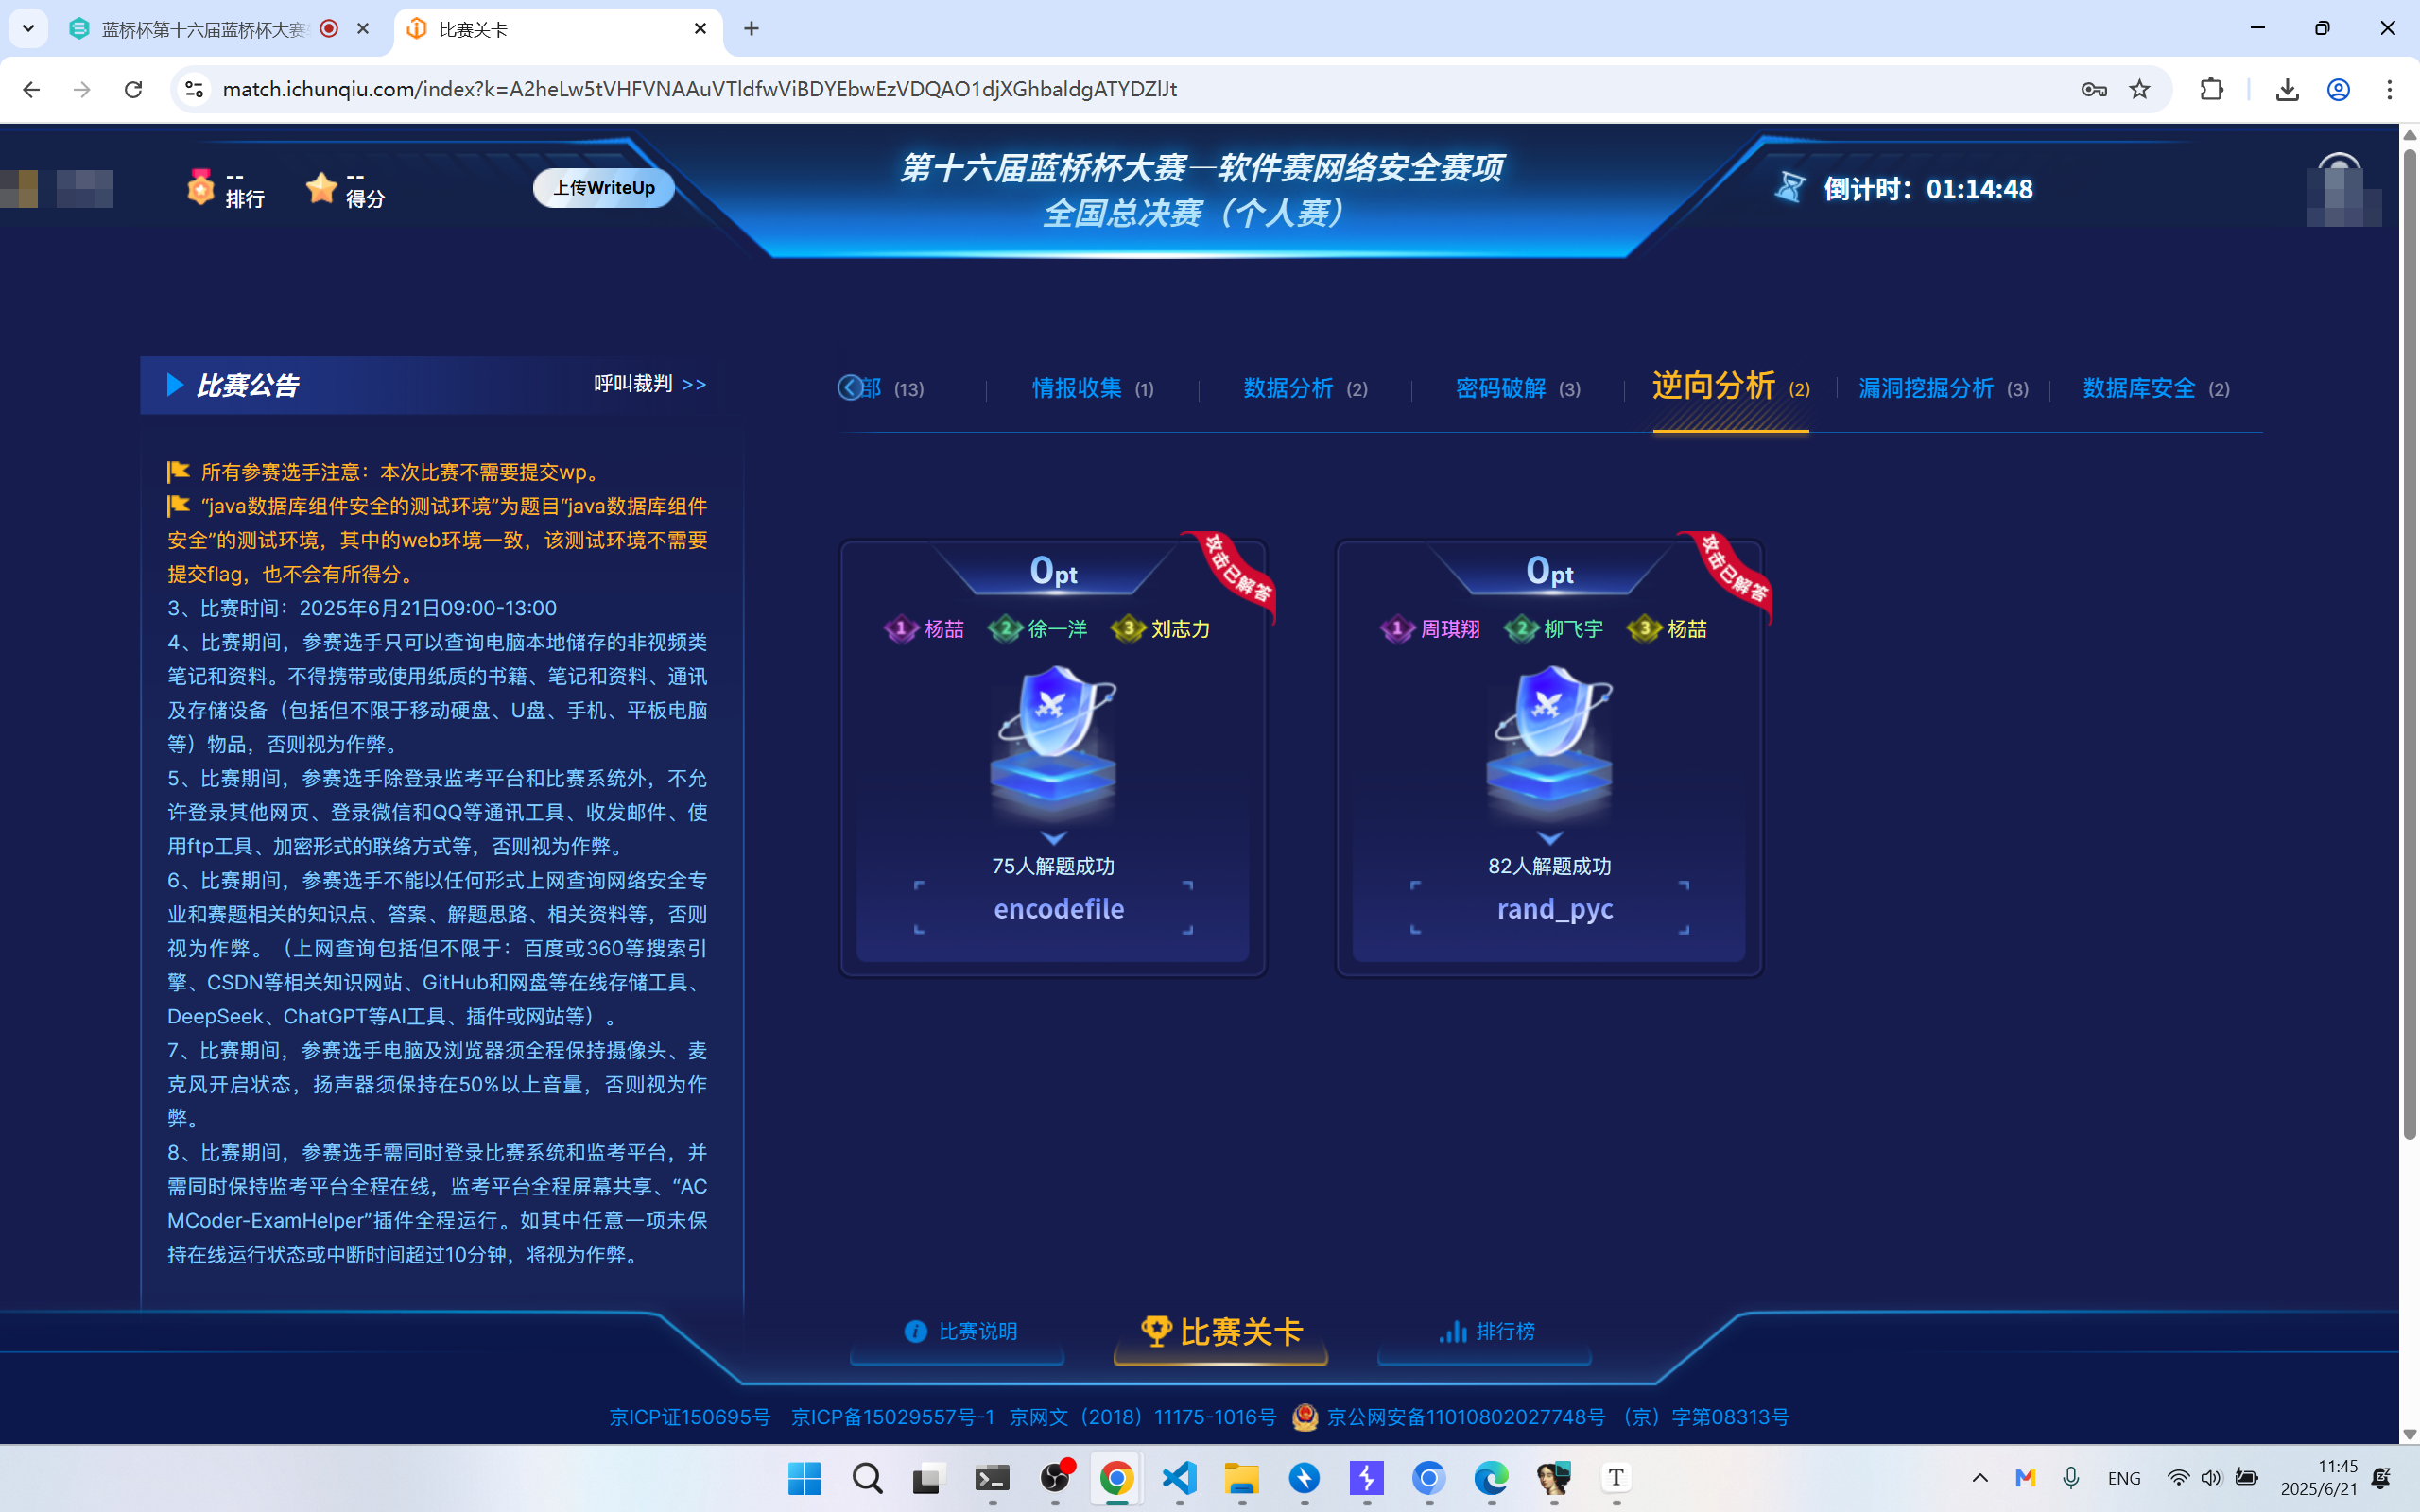 蓝桥杯第十六届蓝桥杯大赛
比赛关卡
match.ichunqiu.com/index?k=A2heLw5tVHFVNAAuVTldfwViBDYEbwEzVDQAO1djXGhbaldgATYDZlJt
--
排行
--
得分
上传WriteUp
第十六届蓝桥杯大赛—软件赛网络安全赛项
全国总决赛（个人赛）
倒计时：01:14:48
比赛公告
呼叫裁判 >>
所有参赛选手注意：本次比赛不需要提交wp。
“java数据库组件安全的测试环境”为题目“java数据库组件
安全”的测试环境，其中的web环境一致，该测试环境不需要
提交flag，也不会有所得分。
3、比赛时间：2025年6月21日09:00-13:00
4、比赛期间，参赛选手只可以查询电脑本地储存的非视频类
笔记和资料。不得携带或使用纸质的书籍、笔记和资料、通讯
及存储设备（包括但不限于移动硬盘、U盘、手机、平板电脑
等）物品，否则视为作弊。
5、比赛期间，参赛选手除登录监考平台和比赛系统外，不允
许登录其他网页、登录微信和QQ等通讯工具、收发邮件、使
用ftp工具、加密形式的联络方式等，否则视为作弊。
6、比赛期间，参赛选手不能以任何形式上网查询网络安全专
业和赛题相关的知识点、答案、解题思路、相关资料等，否则
视为作弊。（上网查询包括但不限于：百度或360等搜索引
擎、CSDN等相关知识网站、GitHub和网盘等在线存储工具、
DeepSeek、ChatGPT等AI工具、插件或网站等）。
7、比赛期间，参赛选手电脑及浏览器须全程保持摄像头、麦
克风开启状态，扬声器须保持在50%以上音量，否则视为作
弊。
8、比赛期间，参赛选手需同时登录比赛系统和监考平台，并
需同时保持监考平台全程在线，监考平台全程屏幕共享、“AC
MCoder-ExamHelper”插件全程运行。如其中任意一项未保
持在线运行状态或中断时间超过10分钟，将视为作弊。
部 (13)
情报收集 (1)
数据分析 (2)
密码破解 (3)
逆向分析 (2)
漏洞挖掘分析 (3)
数据库安全 (2)
0pt
攻击已解答
1 杨喆 2 徐一洋 3 刘志力
75人解题成功
encodefile
0pt
攻击已解答
1 周琪翔 2 柳飞宇 3 杨喆
82人解题成功
rand_pyc
比赛说明
比赛关卡
排行榜
京ICP证150695号 京ICP备15029557号-1 京网文（2018）11175-1016号 京公网安备11010802027748号 （京）字第08313号
T
ENG
11:45
2025/6/21